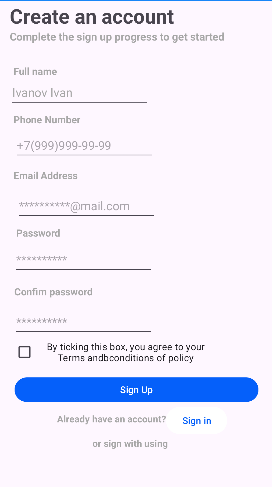 Create an account
Complete the sign up progress to get started
Full name
Ivanov Ivan
Phone Number
+7(999)999-99-99
Email Address
**********@mail.com
Password
**********
Confirm password
**********
By ticking this box, you agree to your
Terms andbconditions of policy
Sign Up
Already have an account? Sign in
or sign with using